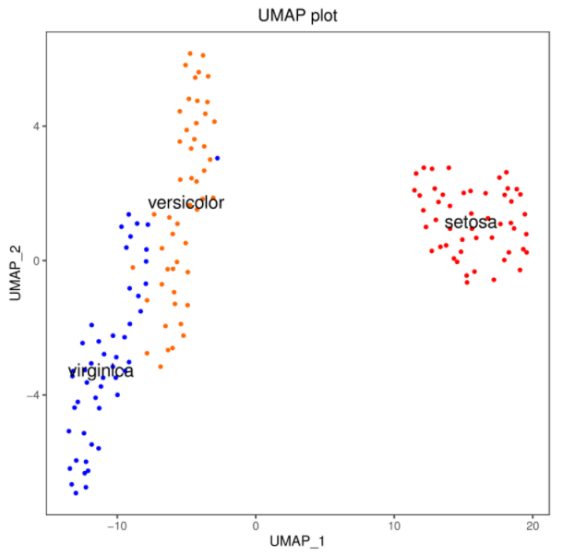 UMAP plot
4
versicolor
setosa
0
UMAP_2
virginica
−4
−10
0
10
20
UMAP_1